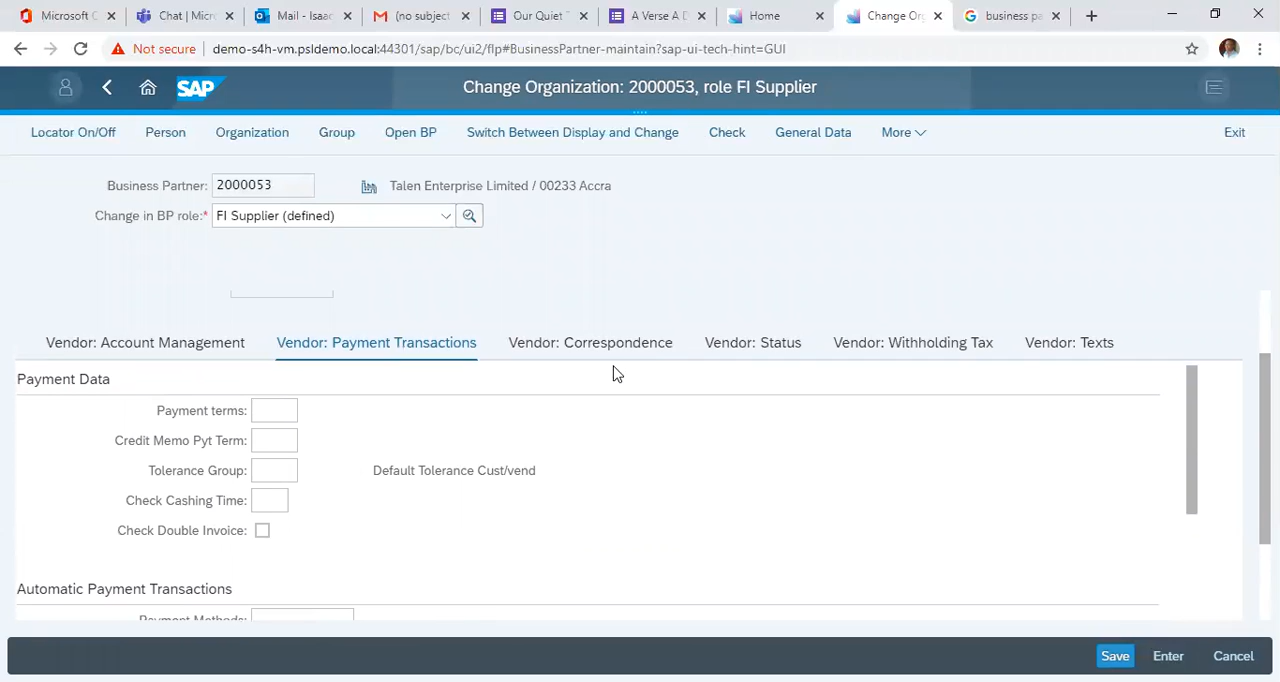 Microsoft C
Chat | Micr
Mail - Isaac
(no subject
Our Quiet T
A Verse A D
Home
Change Org
business pa
Not secure
demo-s4h-vm.psldemo.local:44301/sap/bc/ui2/flp#BusinessPartner-maintain?sap-ui-tech-hint=GUI
SAP
Change Organization: 2000053, role FI Supplier
Locator On/Off Person Organization Group Open BP Switch Between Display and Change Check General Data More Exit
Business Partner: 2000053 Talen Enterprise Limited / 00233 Accra
Change in BP role:* FI Supplier (defined)
Vendor: Account Management Vendor: Payment Transactions Vendor: Correspondence Vendor: Status Vendor: Withholding Tax Vendor: Texts
Payment Data
Payment terms:
Credit Memo Pyt Term:
Tolerance Group: Default Tolerance Cust/vend
Check Cashing Time:
Check Double Invoice:
Automatic Payment Transactions
Payment Methods:
Save Enter Cancel